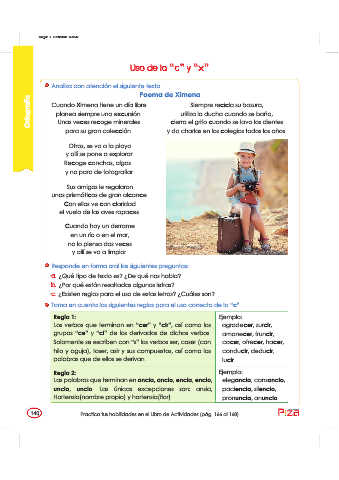 Uso de la "c" y "x"
Ortografía
Analiza con atención el siguiente texto
Poema de Ximena
Cuando Ximena tiene un día libre
planea siempre una excursión
Unas veces recoge minerales
para su gran colección
Otras, se va a la playa
y allí se pone a explorar
Recoge conchas, algas
y no para de fotografiar
Sus amigos le regalaron
unos prismáticos de gran alcance
Con ellos ve con claridad
el vuelo de las aves rapaces
Cuando hay un derrame
en un río o en el mar,
no lo piensa dos veces
y allí se va a limpiar
Siempre recicla su basura,
utiliza la ducha cuando se baña,
cierra el grifo cuando se lava los dientes
y da charlas en los colegios todos los años
Responde en forma oral las siguientes preguntas:
a. ¿Qué tipo de texto es? ¿De qué nos habla?
b. ¿Por qué están resaltadas algunas letras?
c. ¿Existen reglas para el uso de estas letras? ¿Cuáles son?
Toma en cuenta las siguientes reglas para el uso correcto de la "c"
Regla 1:
Los verbos que terminan en "cer" y "cir", así como los
grupos "ce" y "ci" de los derivados de dichos verbos.
Solamente se escriben con "s" los verbos ser, coser (con
hilo y aguja), toser, asir y sus compuestos, así como las
palabras que de ellos se derivan
Ejemplo:
agradecer, zurcir,
amanecer, fruncir,
cocer, ofrecer, hacer,
conducir, deducir,
lucir
Regla 2:
Las palabras que terminan en ancia, ancio, encia, encio,
uncia, uncio. Las únicas excepciones son: ansia,
Hortensia(nombre propio) y hortensia(flor)
Ejemplo:
elegancia, cansancio,
paciencia, silencio,
pronuncia, anuncio
140
Practica tus habilidades en el Libro de Actividades (pág. 166 al 168)